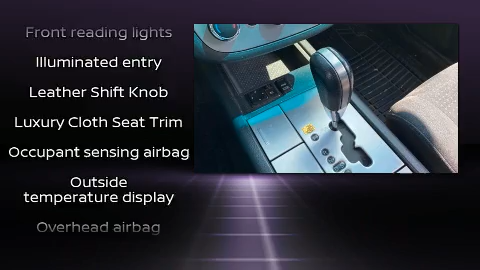 Front reading lights
Illuminated entry
Leather Shift Knob
Luxury Cloth Seat Trim
Occupant sensing airbag
Outside
temperature display
Overhead airbag